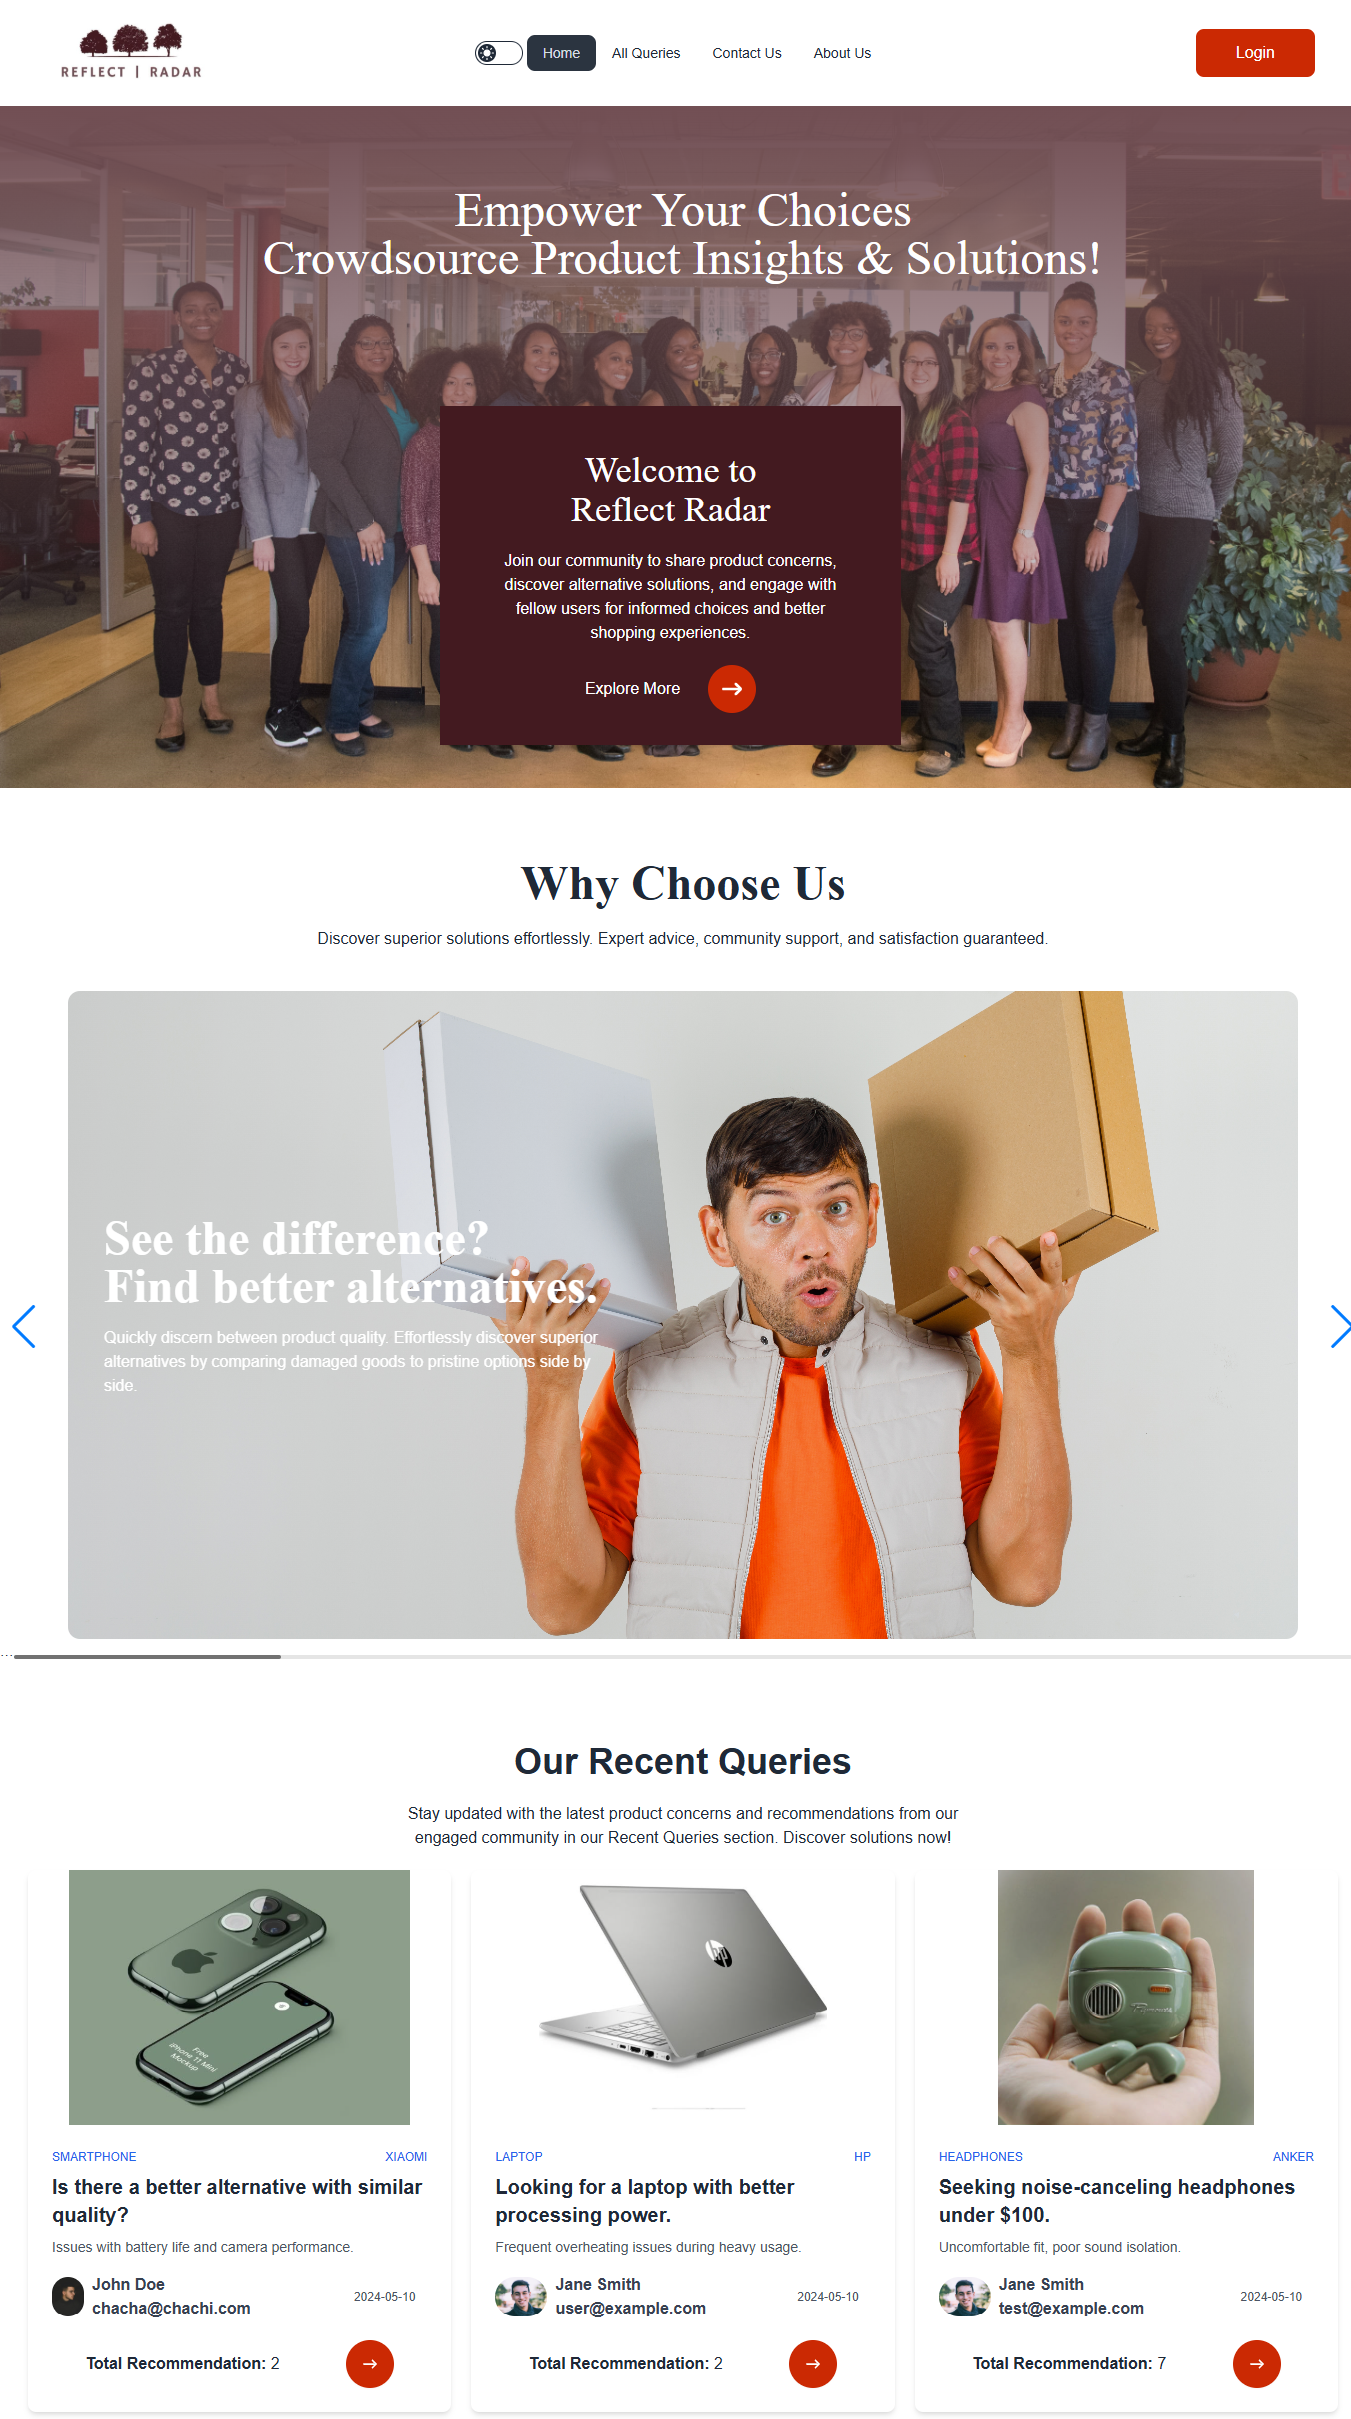 REFLECT | RADAR
Home
All Queries
Contact Us
About Us
Login
Empower Your Choices
Crowdsource Product Insights & Solutions!
Welcome to
Reflect Radar
Join our community to share product concerns,
discover alternative solutions, and engage with
fellow users for informed choices and better
shopping experiences.
Explore More
Why Choose Us
Discover superior solutions effortlessly. Expert advice, community support, and satisfaction guaranteed.
See the difference?
Find better alternatives.
Quickly discern between product quality. Effortlessly discover superior
alternatives by comparing damaged goods to pristine options side by
side.
Our Recent Queries
Stay updated with the latest product concerns and recommendations from our
engaged community in our Recent Queries section. Discover solutions now!
Free
iPhone 11 Mini
Mockup
SMARTPHONE
XIAOMI
Is there a better alternative with similar
quality?
Issues with battery life and camera performance.
John Doe
chacha@chachi.com
2024-05-10
Total Recommendation: 2
hp
LAPTOP
HP
Looking for a laptop with better
processing power.
Frequent overheating issues during heavy usage.
Jane Smith
user@example.com
2024-05-10
Total Recommendation: 2
HEADPHONES
ANKER
Seeking noise-canceling headphones
under $100.
Uncomfortable fit, poor sound isolation.
Jane Smith
test@example.com
2024-05-10
Total Recommendation: 7